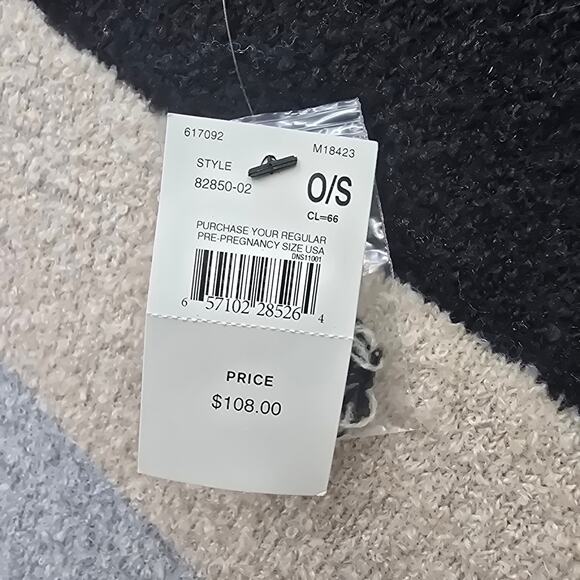 617092
M18423
STYLE
82850-02
O/S
CL=66
PURCHASE YOUR REGULAR
PRE-PREGNANCY SIZE USA
DNS11001
6 57102 28526 4
PRICE
$108.00